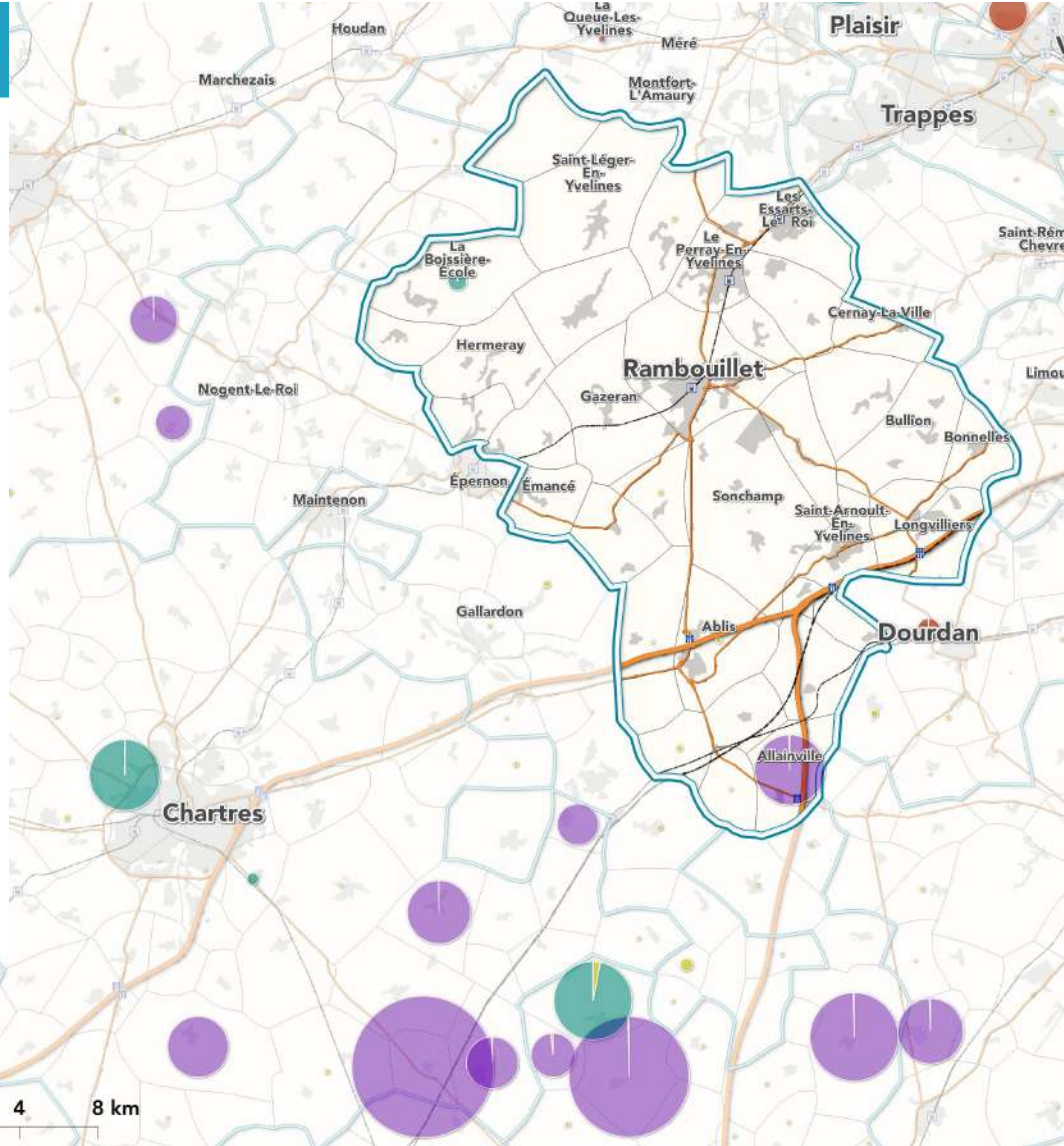 La
Queue-Les-
Yvelines
Houdan
Plaisir
Méré
Marchezais
Montfort-
L'Amaury
Trappes
Saint-Léger-
En-
Yvelines
Les
Essarts-
Le-Roi
Saint-Rém
Chevre
La
Boissière-
École
Le
Perray-En-
Yvelines
Cernay-La-Ville
Hermeray
Rambouillet
Limou
Nogent-Le-Roi
Gazeran
Bullion
Bonnelles
Épernon
Émancé
Maintenon
Sonchamp
Saint-Arnoult-
En-
Yvelines
Longvilliers
Gallardon
Ablis
Dourdan
Allainville
Chartres
4
8 km